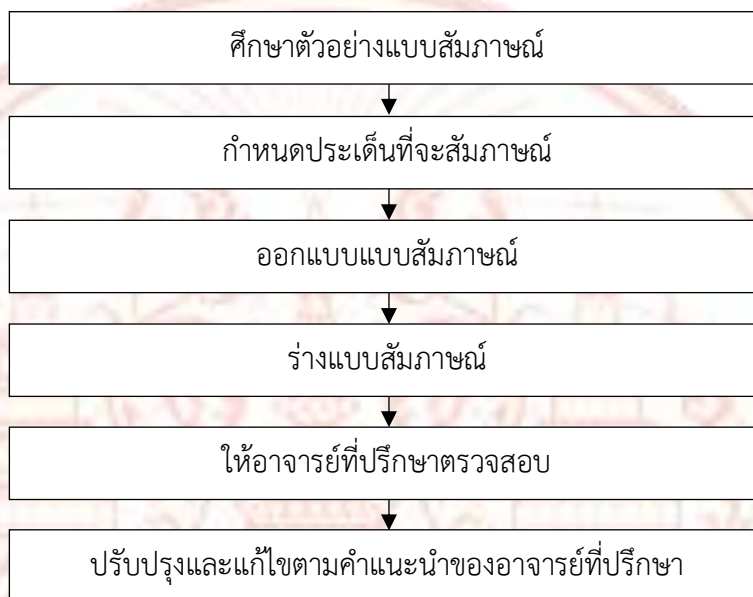 ศึกษาตัวอย่างแบบสัมภาษณ์
กำหนดประเด็นที่จะสัมภาษณ์
ออกแบบแบบสัมภาษณ์
ร่างแบบสัมภาษณ์
ให้อาจารย์ที่ปรึกษาตรวจสอบ
ปรับปรุงและแก้ไขตามคำแนะนำของอาจารย์ที่ปรึกษา